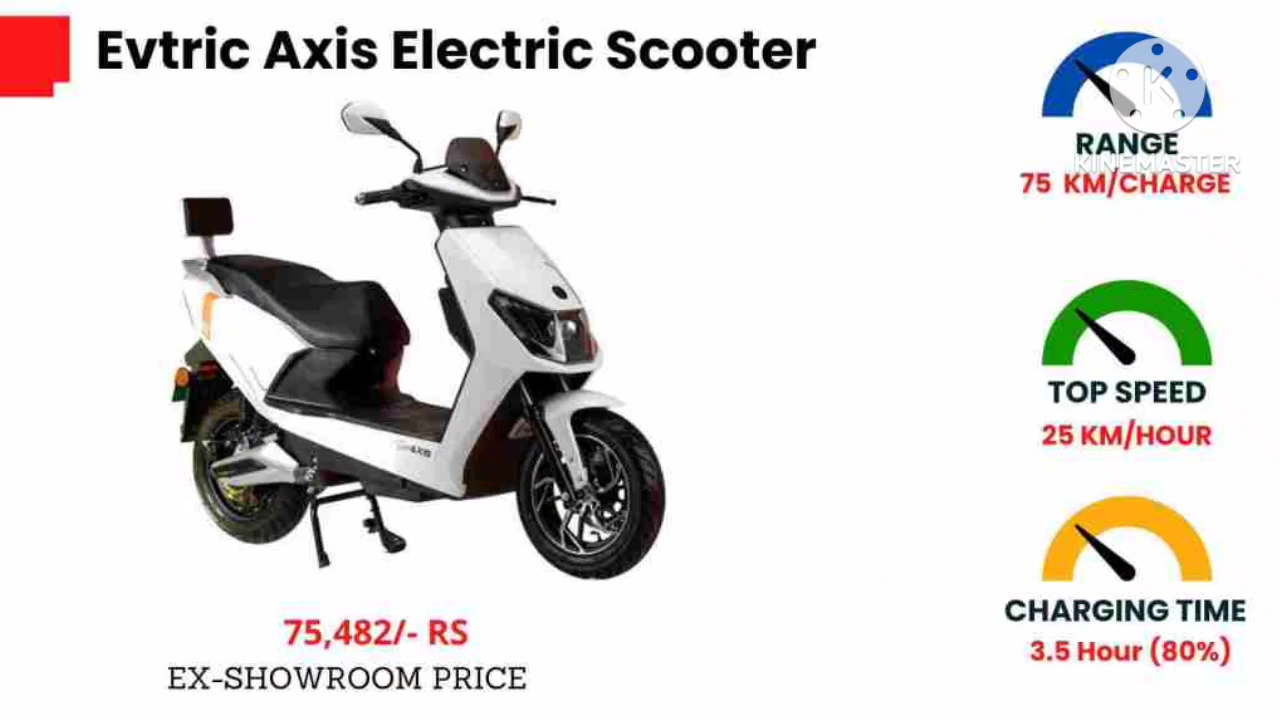 Evtric Axis Electric Scooter
RANGE
KINEMASTER
75 KM/CHARGE
TOP SPEED
25 KM/HOUR
CHARGING TIME
3.5 Hour (80%)
AXIS
75,482/- RS
EX-SHOWROOM PRICE